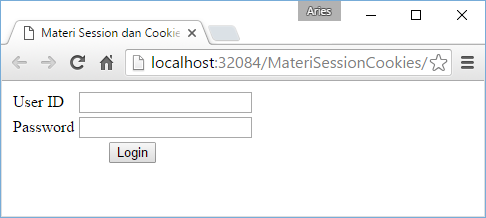 Aries
Materi Session dan Cookie
localhost:32084/MateriSessionCookies/
User ID
Password
Login